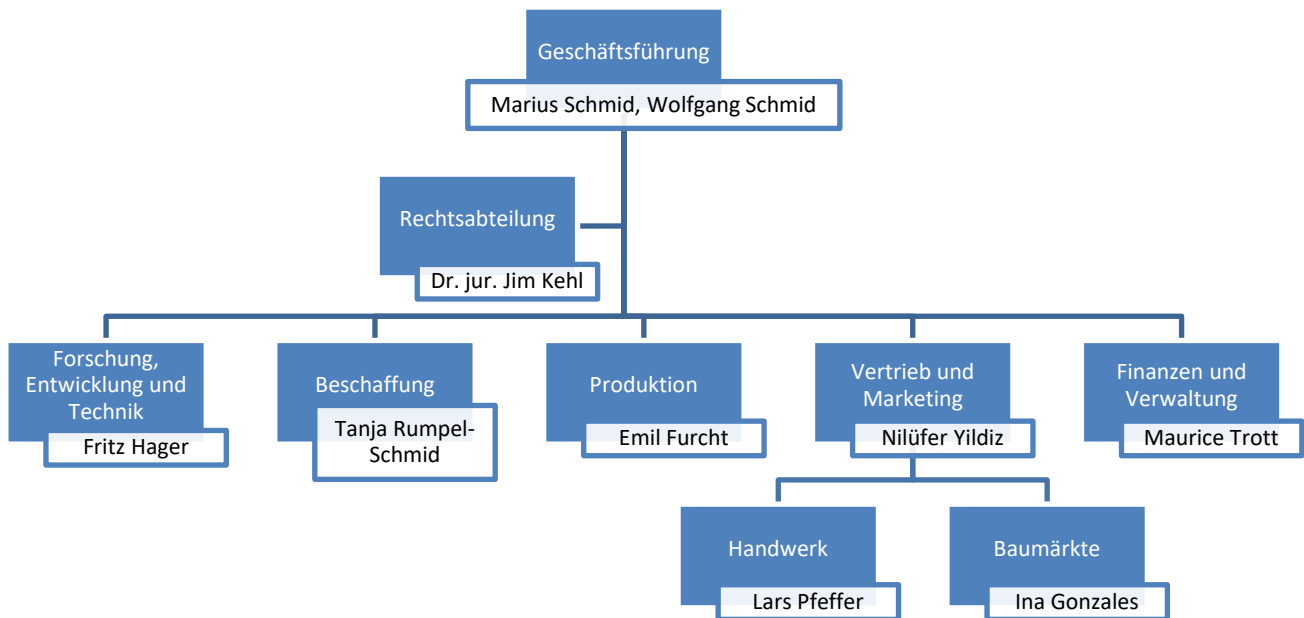 Geschäftsführung
Marius Schmid, Wolfgang Schmid
Rechtsabteilung
Dr. jur. Jim Kehl
Forschung,
Entwicklung und
Technik
Fritz Hager
Beschaffung
Tanja Rumpel-
Schmid
Produktion
Emil Furcht
Vertrieb und
Marketing
Nilüfer Yildiz
Finanzen und
Verwaltung
Maurice Trott
Handwerk
Lars Pfeffer
Baumärkte
Ina Gonzales